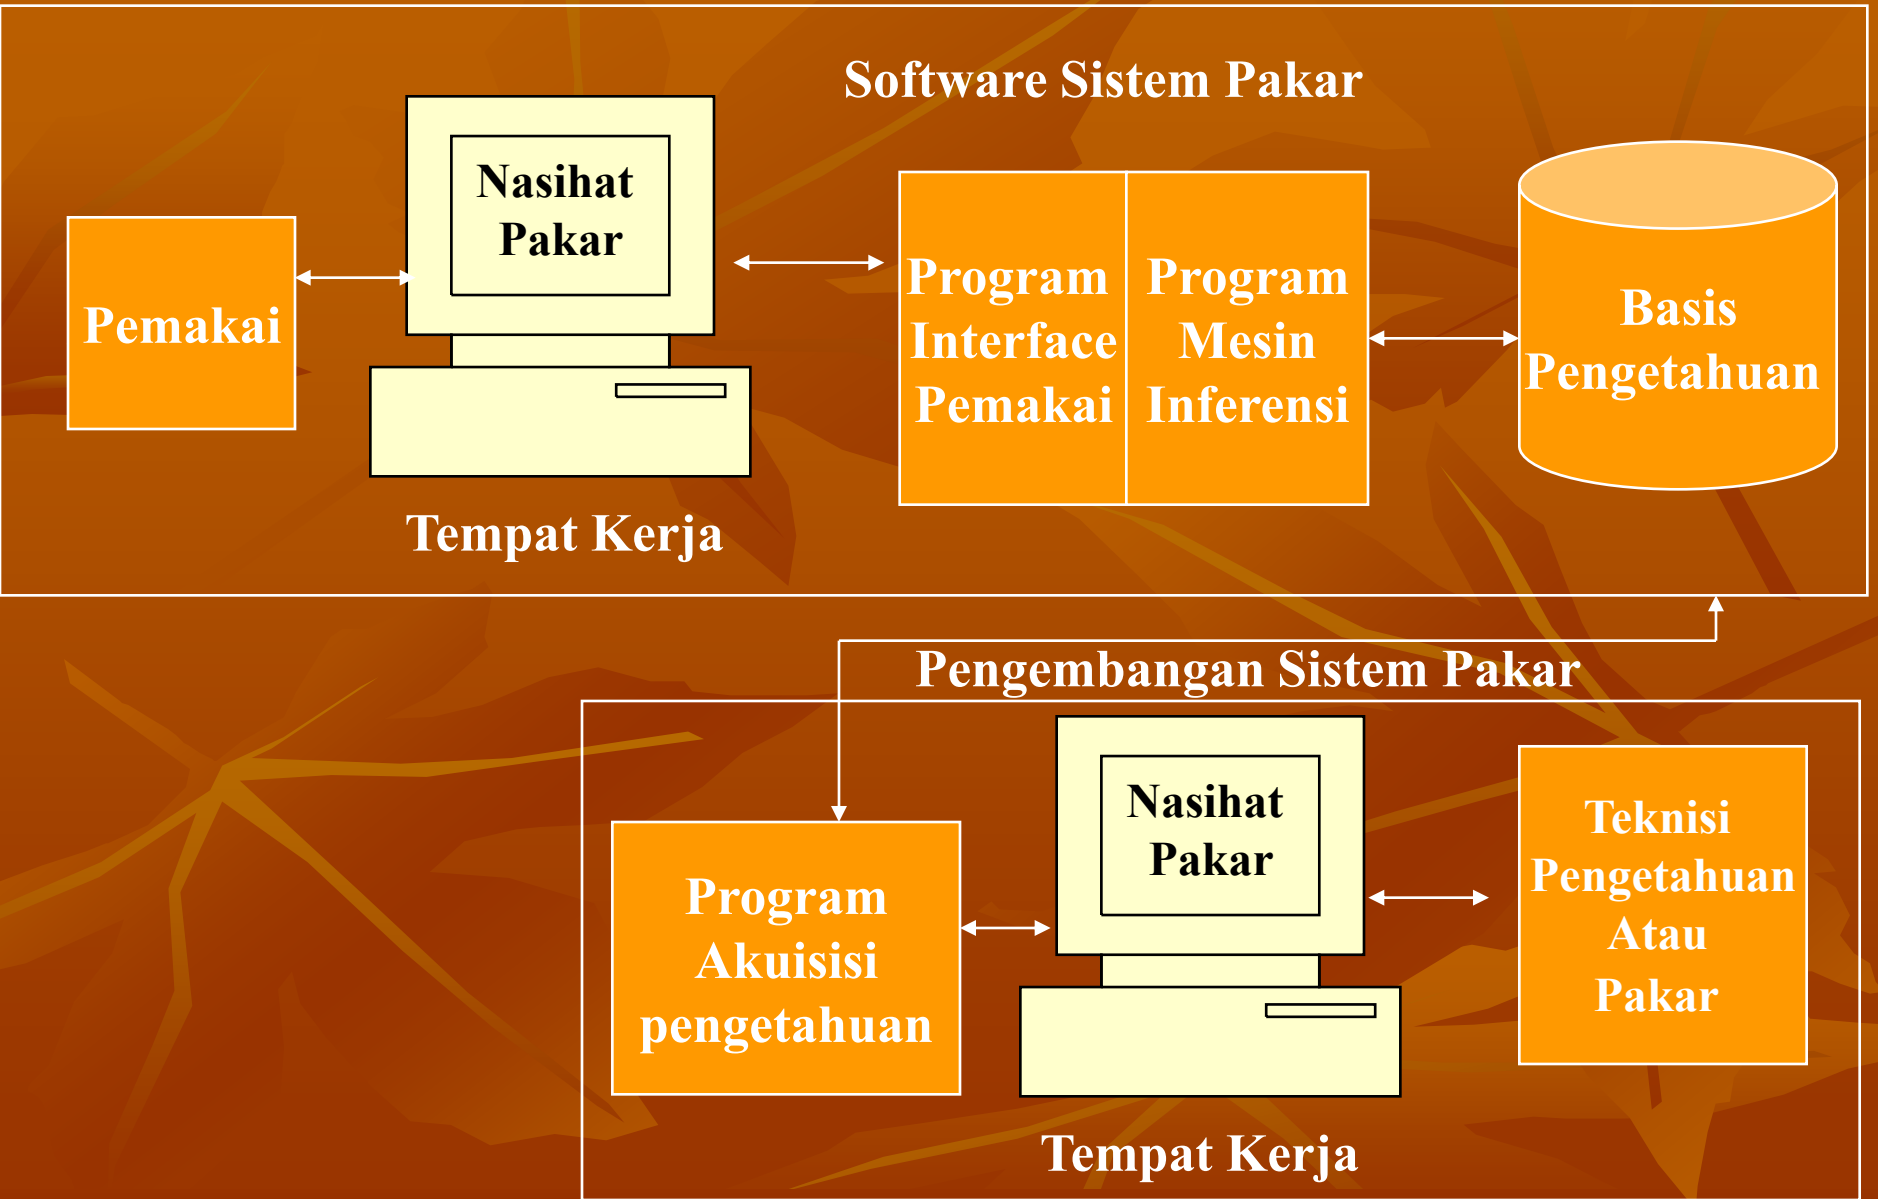 Software Sistem Pakar
Pemakai
Nasihat
Pakar
Tempat Kerja
Program
Interface
Pemakai
Program
Mesin
Inferensi
Basis
Pengetahuan
Pengembangan Sistem Pakar
Program
Akuisisi
pengetahuan
Nasihat
Pakar
Tempat Kerja
Teknisi
Pengetahuan
Atau
Pakar